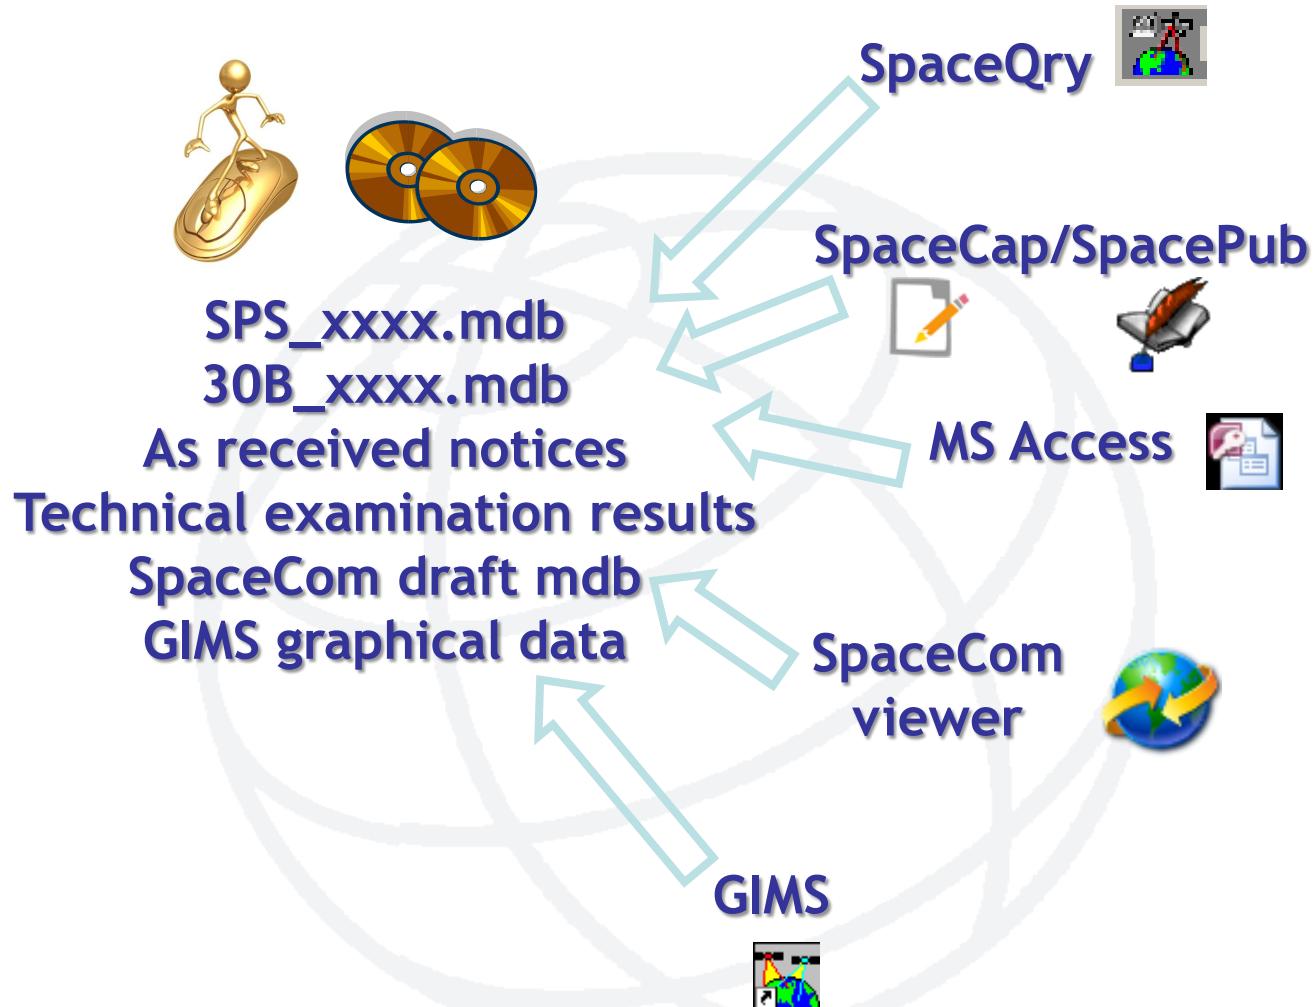 SpaceQry
SpaceCap/SpacePub
SPS_xxxx.mdb
30B_xxxx.mdb
As received notices
Technical examination results
SpaceCom draft mdb
GIMS graphical data
MS Access
SpaceCom
viewer
GIMS